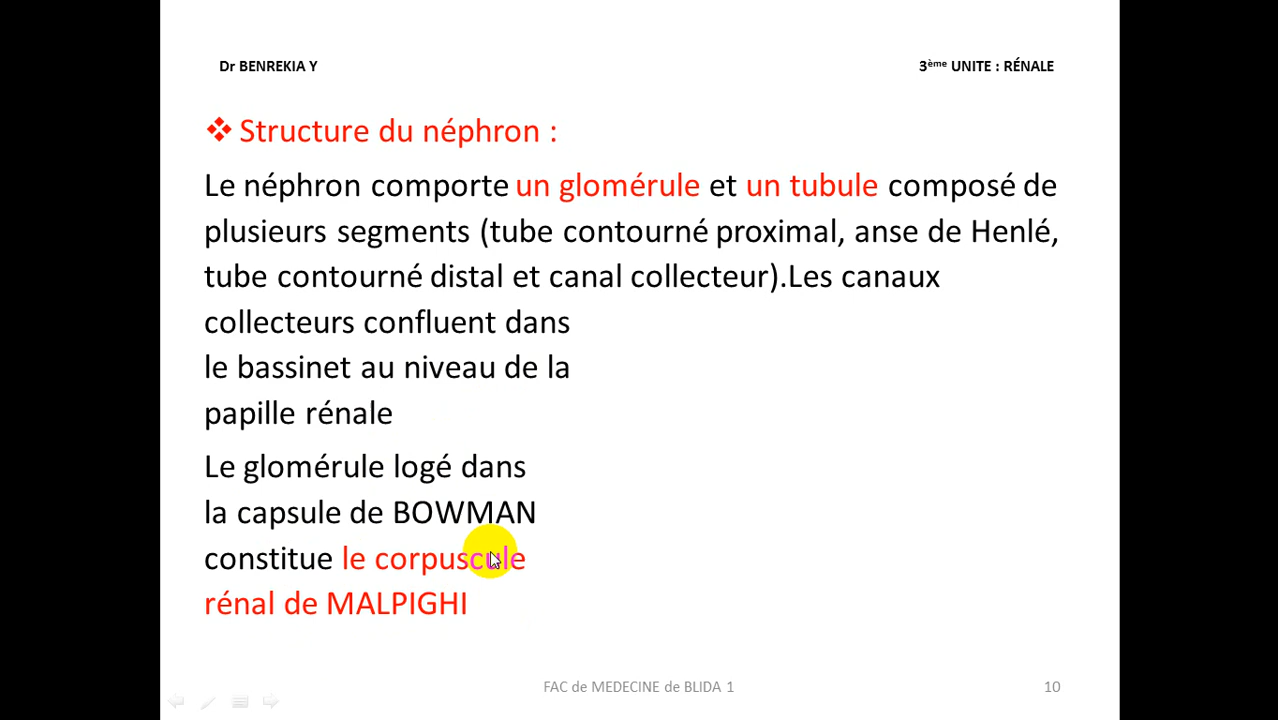 Dr BENREKIA Y
3ème UNITE : RÉNALE
❖ Structure du néphron :
Le néphron comporte un glomérule et un tubule composé de
plusieurs segments (tube contourné proximal, anse de Henlé,
tube contourné distal et canal collecteur).Les canaux
collecteurs confluent dans
le bassinet au niveau de la
papille rénale
Le glomérule logé dans
la capsule de BOWMAN
constitue le corpuscule
rénal de MALPIGHI
FAC de MEDECINE de BLIDA 1
10